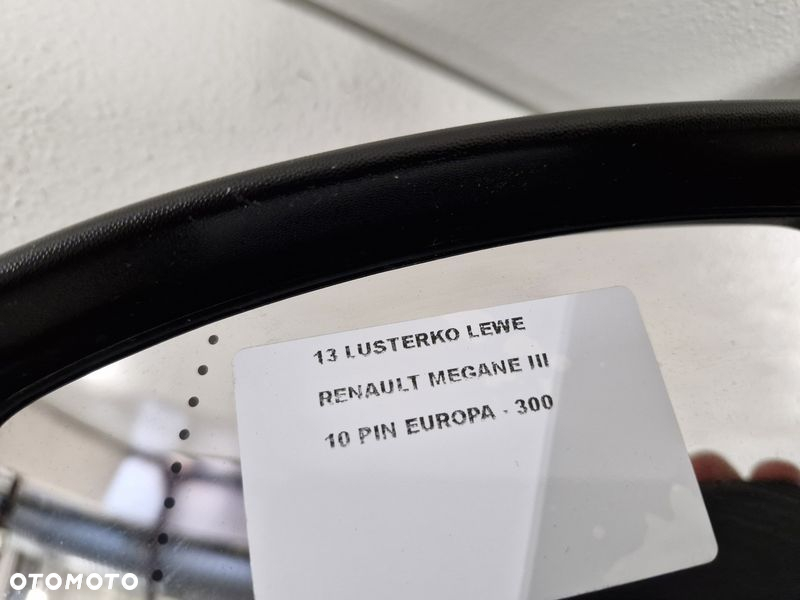 13 LUSTERKO LEWE
RENAULT MEGANE III
10 PIN EUROPA - 300
OTOMOTO